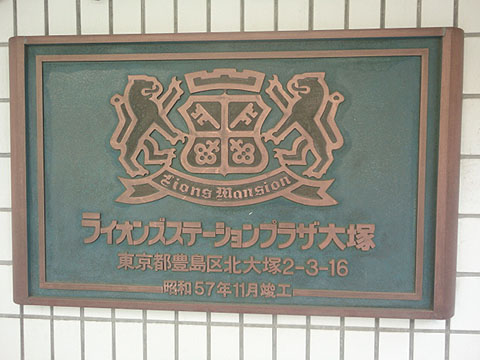 Lions Mansion
ライオンズステーションプラザ大塚
東京都豊島区北大塚2-3-16
昭和57年11月竣工